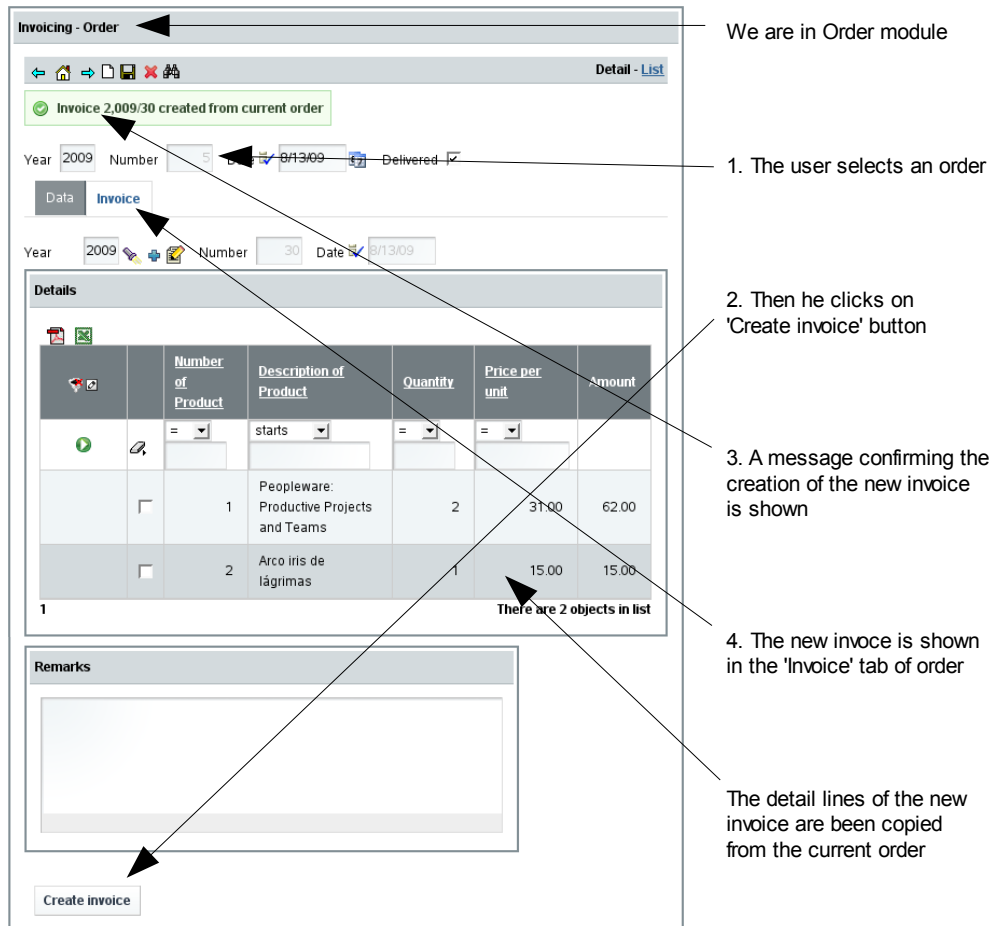 Invoicing - Order
We are in Order module
Detail - List
Invoice 2,009/30 created from current order
Year 2009 Number 5 Date 8/13/09 Delivered
1. The user selects an order
Data Invoice
Year 2009 Number 30 Date 8/13/09
Details
2. Then he clicks on
'Create invoice' button
Number
of
Product
Description of
Product
Quantity
Price per
unit
Amount
= starts = =
3. A message confirming the
creation of the new invoice
is shown
1 Peopleware:
Productive Projects
and Teams
2 31.00 62.00
2 Arco iris de
lágrimas
1 15.00 15.00
1 There are 2 objects in list
4. The new invoce is shown
in the 'Invoice' tab of order
Remarks
The detail lines of the new
invoice are been copied
from the current order
Create invoice